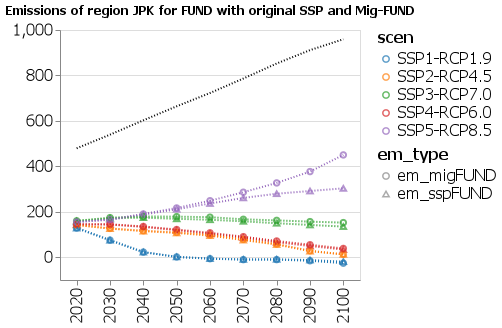 Emissions of region JPK for FUND with original SSP and Mig-FUND
1,000
800
600
400
200
0
2020
2030
2040
2050
2060
2070
2080
2090
2100
scen
SSP1-RCP1.9
SSP2-RCP4.5
SSP3-RCP7.0
SSP4-RCP6.0
SSP5-RCP8.5
em_type
em_migFUND
em_sspFUND